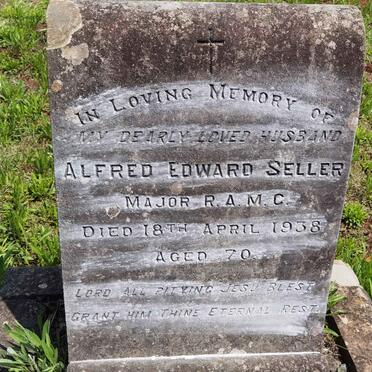 IN LOVING MEMORY OF
MY DEARLY LOVED HUSBAND
ALFRED EDWARD SELLER
MAJOR R.A.M.C.
DIED 18TH APRIL 1938
AGED 70.
LORD ALL PITYING JESU BLEST
GRANT HIM THINE ETERNAL REST.